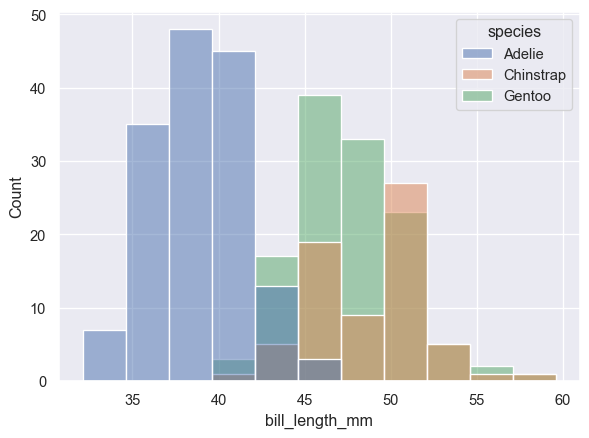 50
40
30
20
10
0
Count
species
Adelie
Chinstrap
Gentoo
35 40 45 50 55 60
bill_length_mm